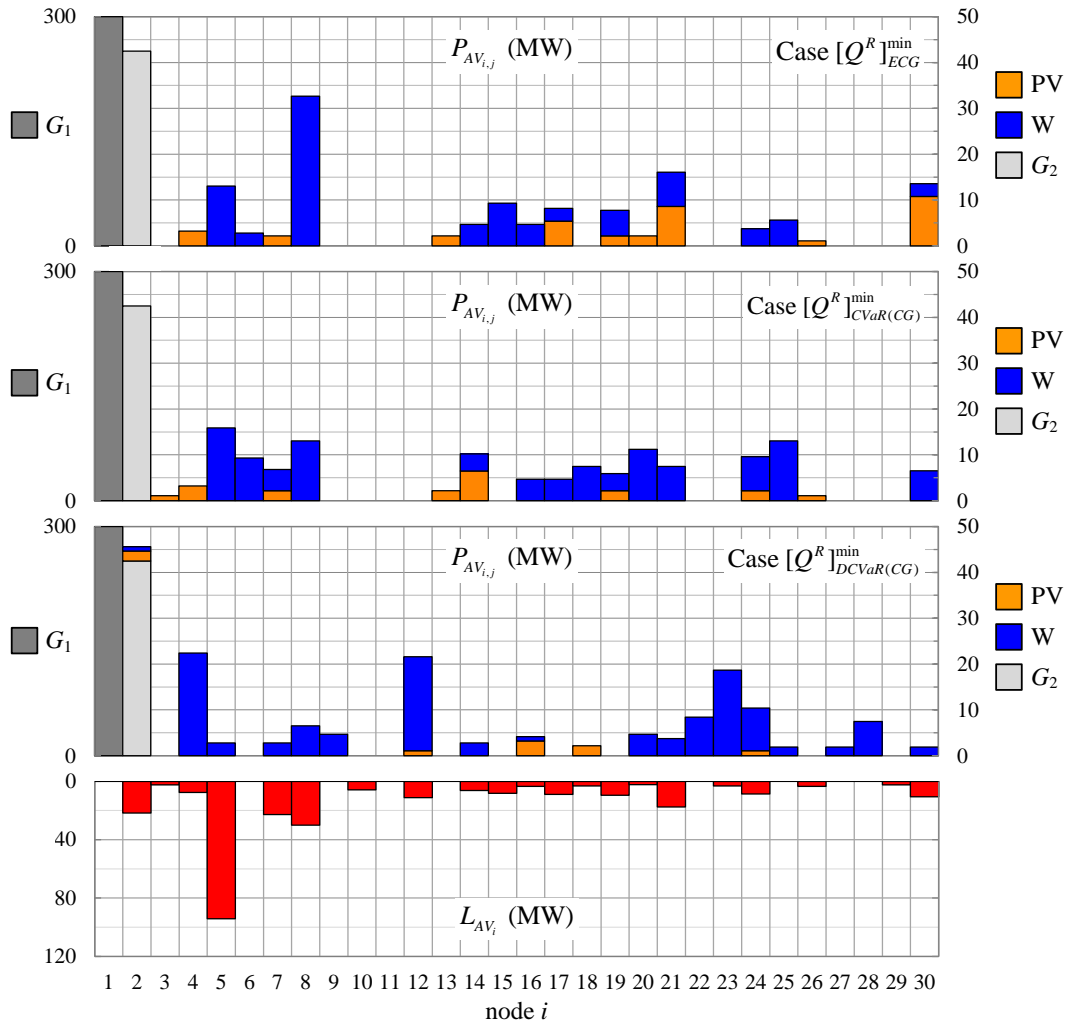 300 50
P_{AV_{i,j}} (MW) Case [Q^R]^{min}_{ECG}
40
PV
30
G_1 W
20
G_2
10
0 0
300 50
P_{AV_{i,j}} (MW) Case [Q^R]^{min}_{CVaR(CG)}
40
PV
30
G_1 W
20
G_2
10
0 0
300 50
P_{AV_{i,j}} (MW) Case [Q^R]^{min}_{DCVaR(CG)}
40
PV
30
G_1 W
20
G_2
10
0 0
0
40
80
L_{AV_i} (MW)
120
1 2 3 4 5 6 7 8 9 10 11 12 13 14 15 16 17 18 19 20 21 22 23 24 25 26 27 28 29 30
node i